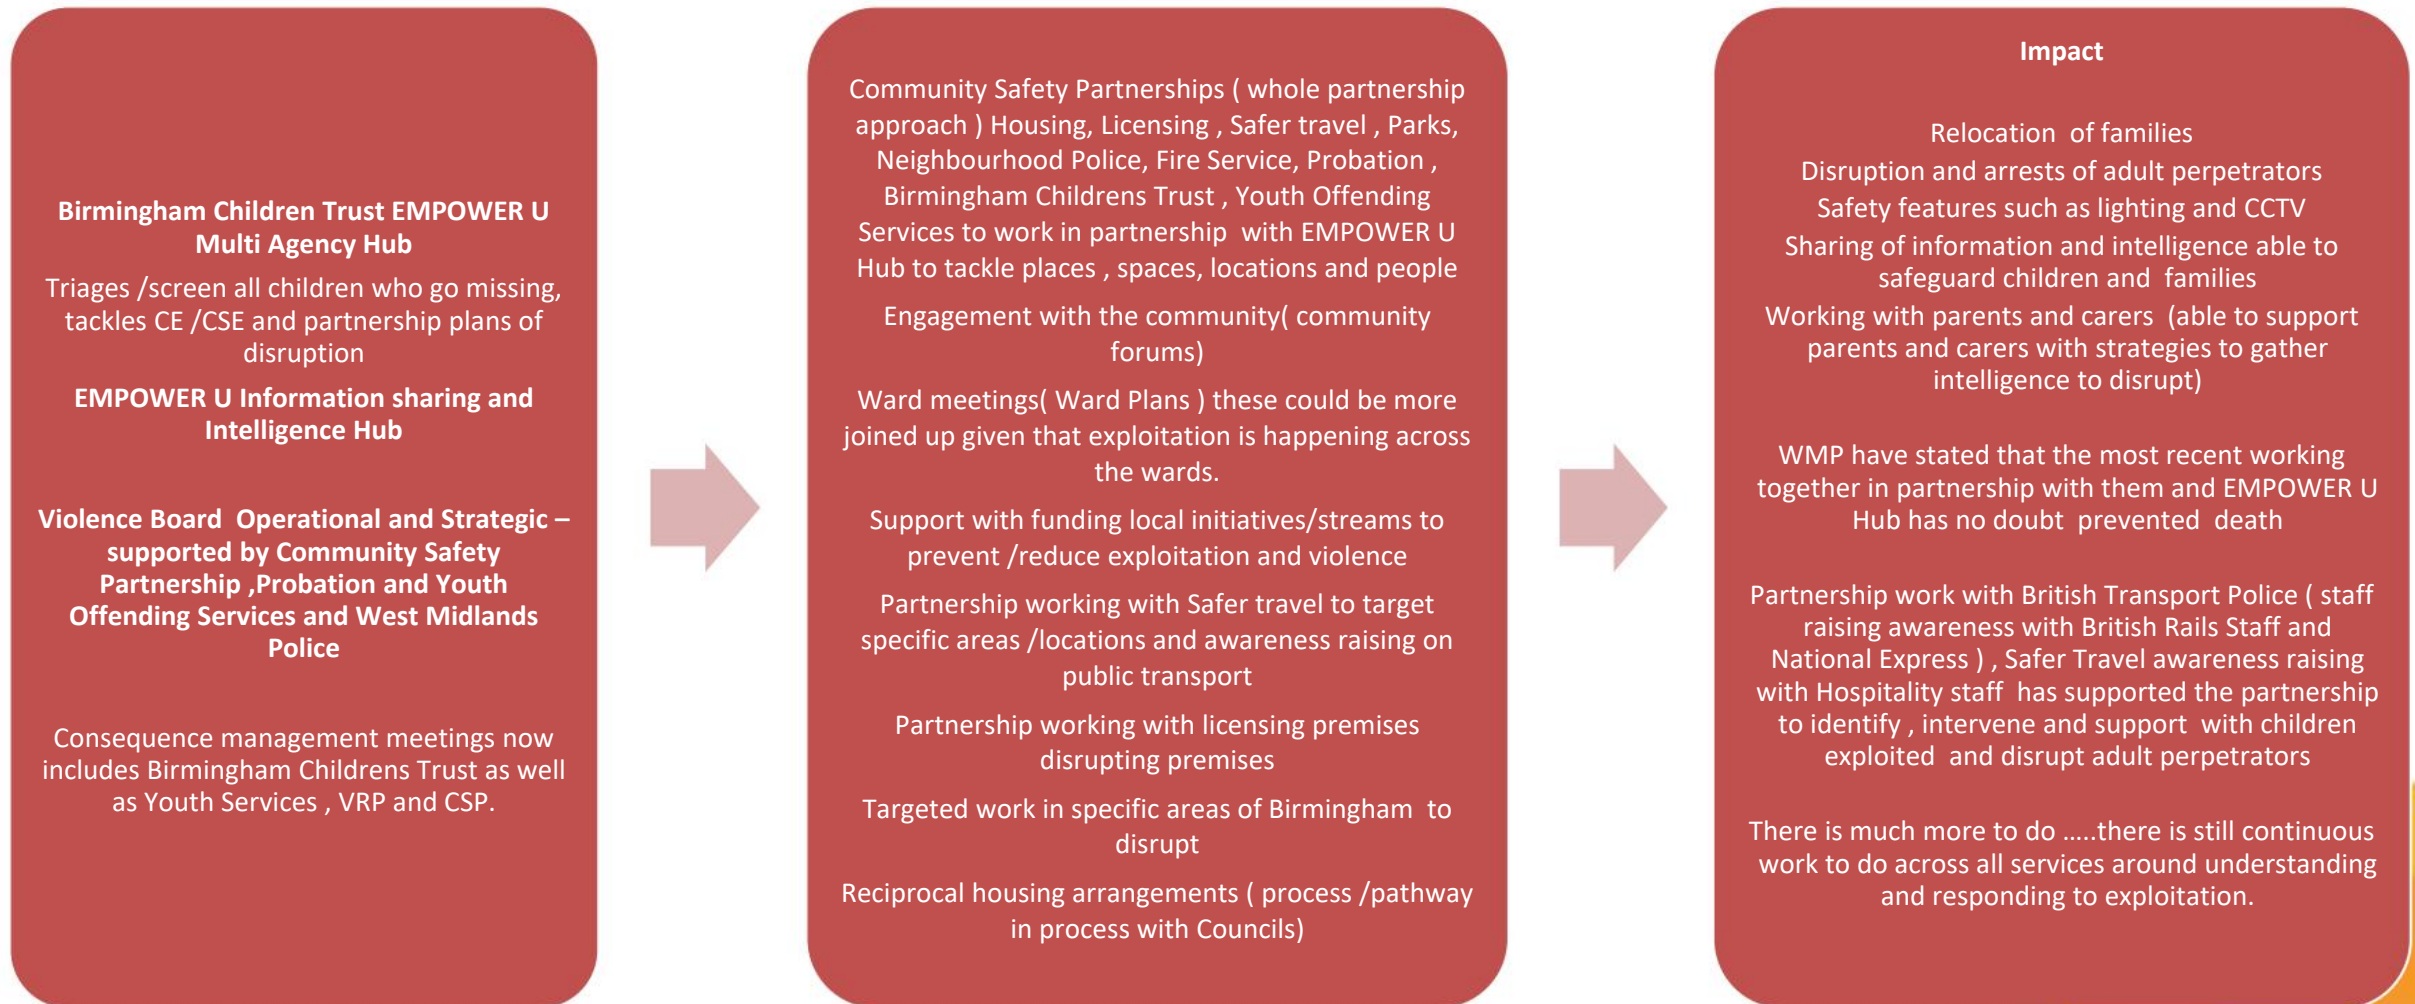 Birmingham Children Trust EMPOWER U
Multi Agency Hub
Triages /screen all children who go missing,
tackles CE /CSE and partnership plans of
disruption
EMPOWER U Information sharing and
Intelligence Hub
Violence Board  Operational and Strategic –
supported by Community Safety
Partnership ,Probation and Youth
Offending Services and West Midlands
Police
Consequence management meetings now
includes Birmingham Childrens Trust as well
as Youth Services , VRP and CSP.
Community Safety Partnerships ( whole partnership
approach ) Housing, Licensing , Safer travel , Parks,
Neighbourhood Police, Fire Service, Probation ,
Birmingham Childrens Trust , Youth Offending
Services to work in partnership  with EMPOWER U
Hub to tackle places , spaces, locations and people
Engagement with the community( community
forums)
Ward meetings( Ward Plans ) these could be more
joined up given that exploitation is happening across
the wards.
Support with funding local initiatives/streams to
prevent /reduce exploitation and violence
Partnership working with Safer travel to target
specific areas /locations and awareness raising on
public transport
Partnership working with licensing premises
disrupting premises
Targeted work in specific areas of Birmingham  to
disrupt
Reciprocal housing arrangements ( process /pathway
in process with Councils)
Impact
Relocation  of families
Disruption and arrests of adult perpetrators
Safety features such as lighting and CCTV
Sharing of information and intelligence able to
safeguard children and  families
Working with parents and carers  (able to support
parents and carers with strategies to gather
intelligence to disrupt)
WMP have stated that the most recent working
together in partnership with them and EMPOWER U
Hub has no doubt  prevented  death
Partnership work with British Transport Police ( staff
raising awareness with British Rails Staff and
National Express ) , Safer Travel awareness raising
with Hospitality staff  has supported the partnership
to identify , intervene and support  with children
exploited  and disrupt adult perpetrators
There is much more to do …..there is still continuous
work to do across all services around understanding
and responding to exploitation.